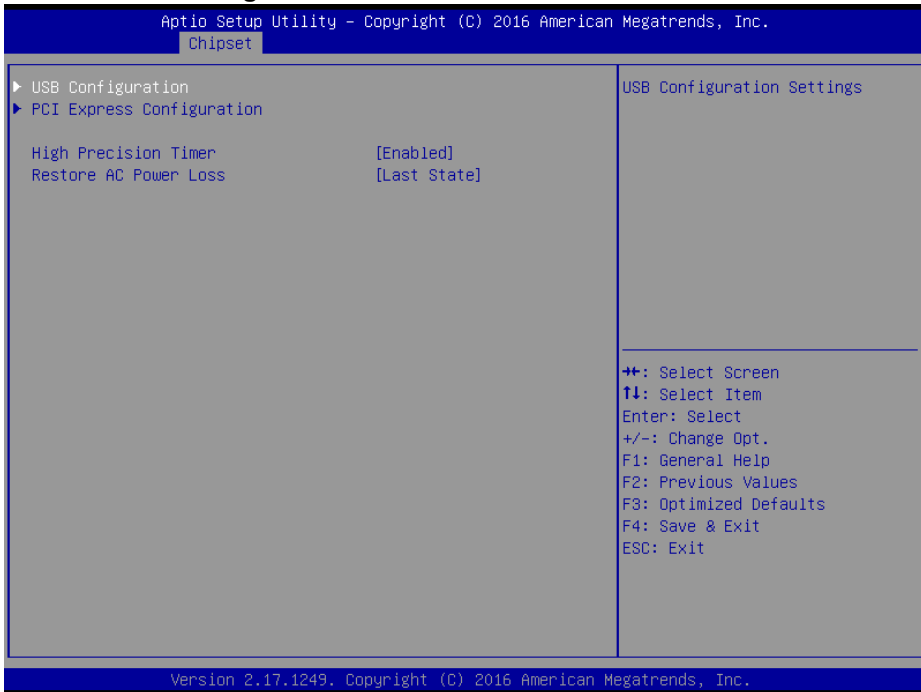 Aptio Setup Utility – Copyright (C) 2016 American Megatrends, Inc.
Chipset
USB Configuration
PCI Express Configuration
High Precision Timer [Enabled]
Restore AC Power Loss [Last State]
USB Configuration Settings
→←: Select Screen
↑↓: Select Item
Enter: Select
+/-: Change Opt.
F1: General Help
F2: Previous Values
F3: Optimized Defaults
F4: Save & Exit
ESC: Exit
Version 2.17.1249. Copyright (C) 2016 American Megatrends, Inc.